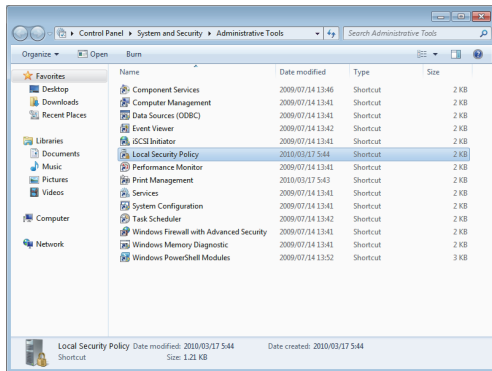 Control Panel ▸ System and Security ▸ Administrative Tools
Search Administrative Tools
Organize Open Burn
Name Date modified Type Size
Favorites
Desktop
Downloads
Recent Places
Libraries
Documents
Music
Pictures
Videos
Computer
Network
Component Services 2009/07/14 13:46 Shortcut 2 KB
Computer Management 2009/07/14 13:41 Shortcut 2 KB
Data Sources (ODBC) 2009/07/14 13:41 Shortcut 2 KB
Event Viewer 2009/07/14 13:42 Shortcut 2 KB
iSCSI Initiator 2009/07/14 13:41 Shortcut 2 KB
Local Security Policy 2010/03/17 5:44 Shortcut 2 KB
Performance Monitor 2009/07/14 13:41 Shortcut 2 KB
Print Management 2010/03/17 5:43 Shortcut 2 KB
Services 2009/07/14 13:41 Shortcut 2 KB
System Configuration 2009/07/14 13:41 Shortcut 2 KB
Task Scheduler 2009/07/14 13:42 Shortcut 2 KB
Windows Firewall with Advanced Security 2009/07/14 13:41 Shortcut 2 KB
Windows Memory Diagnostic 2009/07/14 13:41 Shortcut 2 KB
Windows PowerShell Modules 2009/07/14 13:52 Shortcut 3 KB
Local Security Policy Date modified: 2010/03/17 5:44 Date created: 2010/03/17 5:44
Shortcut Size: 1.21 KB